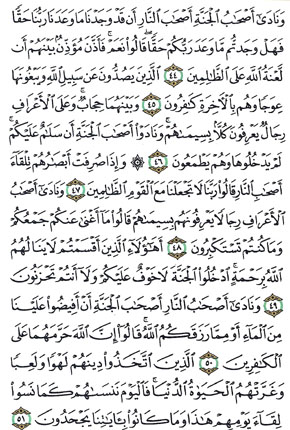 وَنَادَىٰٓ أَصْحَٰبُ ٱلْجَنَّةِ أَصْحَٰبَ ٱلنَّارِ أَن قَدْ وَجَدْنَا مَا وَعَدَنَا رَبُّنَا حَقًّا
فَهَلْ وَجَدتُّم مَّا وَعَدَ رَبُّكُمْ حَقًّا ۖ قَالُوا۟ نَعَمْ ۚ فَأَذَّنَ مُؤَذِّنٌۢ بَيْنَهُمْ أَن
لَّعْنَةُ ٱللَّهِ عَلَى ٱلظَّٰلِمِينَ ٤٤ ٱلَّذِينَ يَصُدُّونَ عَن سَبِيلِ ٱللَّهِ وَيَبْغُونَهَا
عِوَجًا وَهُم بِٱلْءَاخِرَةِ كَٰفِرُونَ ٤٥ وَبَيْنَهُمَا حِجَابٌ ۚ وَعَلَى ٱلْأَعْرَافِ
رِجَالٌ يَعْرِفُونَ كُلًّۢا بِسِيمَىٰهُمْ ۚ وَنَادَوْا۟ أَصْحَٰبَ ٱلْجَنَّةِ أَن سَلَٰمٌ عَلَيْكُمْ ۚ
لَمْ يَدْخُلُوهَا وَهُمْ يَطْمَعُونَ ٤٦ ۞ وَإِذَا صُرِفَتْ أَبْصَٰرُهُمْ تِلْقَآءَ
أَصْحَٰبِ ٱلنَّارِ قَالُوا۟ رَبَّنَا لَا تَجْعَلْنَا مَعَ ٱلْقَوْمِ ٱلظَّٰلِمِينَ ٤٧ وَنَادَىٰٓ أَصْحَٰبُ
ٱلْأَعْرَافِ رِجَالًا يَعْرِفُونَهُم بِسِيمَىٰهُمْ قَالُوا۟ مَآ أَغْنَىٰ عَنكُمْ جَمْعُكُمْ
وَمَا كُنتُمْ تَسْتَكْبِرُونَ ٤٨ أَهَٰٓؤُلَآءِ ٱلَّذِينَ أَقْسَمْتُمْ لَا يَنَالُهُمُ
ٱللَّهُ بِرَحْمَةٍ ۚ ٱدْخُلُوا۟ ٱلْجَنَّةَ لَا خَوْفٌ عَلَيْكُمْ وَلَآ أَنتُمْ تَحْزَنُونَ
٤٩ وَنَادَىٰٓ أَصْحَٰبُ ٱلنَّارِ أَصْحَٰبَ ٱلْجَنَّةِ أَنْ أَفِيضُوا۟ عَلَيْنَا
مِنَ ٱلْمَآءِ أَوْ مِمَّا رَزَقَكُمُ ٱللَّهُ ۚ قَالُوٓا۟ إِنَّ ٱللَّهَ حَرَّمَهُمَا عَلَى
ٱلْكَٰفِرِينَ ٥٠ ٱلَّذِينَ ٱتَّخَذُوا۟ دِينَهُمْ لَهْوًا وَلَعِبًا
وَغَرَّتْهُمُ ٱلْحَيَوٰةُ ٱلدُّنْيَا ۚ فَٱلْيَوْمَ نَنسَىٰهُمْ كَمَا نَسُوا۟
لِقَآءَ يَوْمِهِمْ هَٰذَا وَمَا كَانُوا۟ بِـَٔايَٰتِنَا يَجْحَدُونَ ٥١